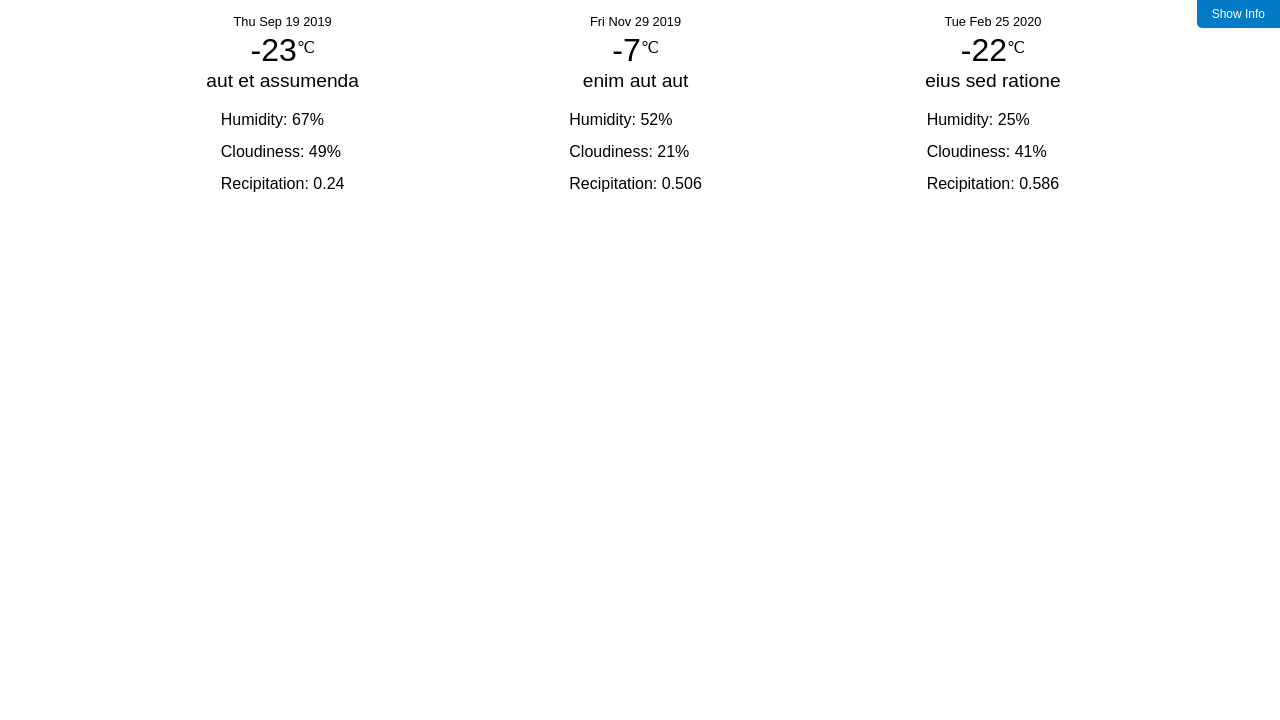 Show Info
Thu Sep 19 2019
-23℃
aut et assumenda
Humidity: 67%
Cloudiness: 49%
Recipitation: 0.24
Fri Nov 29 2019
-7℃
enim aut aut
Humidity: 52%
Cloudiness: 21%
Recipitation: 0.506
Tue Feb 25 2020
-22℃
eius sed ratione
Humidity: 25%
Cloudiness: 41%
Recipitation: 0.586